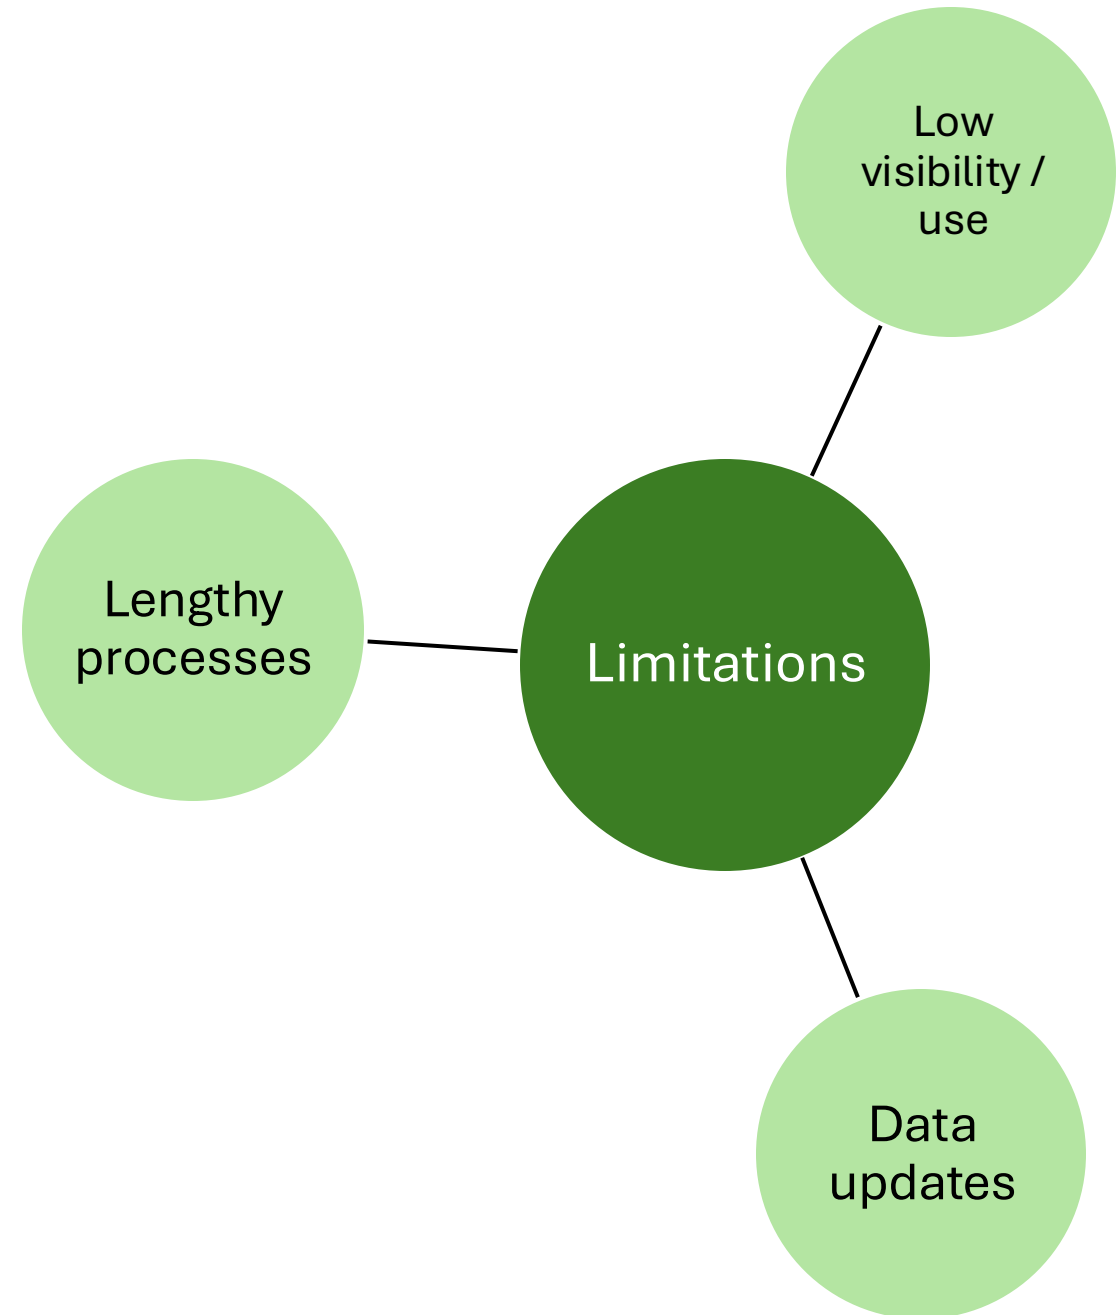 Low
visibility /
use
Lengthy
processes
Limitations
Data
updates